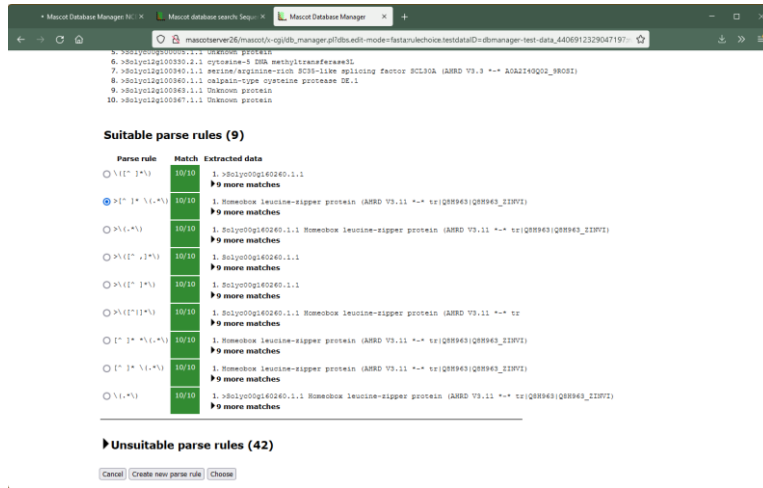 Mascot Database Manager: NCI
Mascot database search: Seque
Mascot Database Manager
mascotserver26/mascot/x-cgi/db_manager.pl?dbs.edit-mode=fasta:rulechoice.testdataID=dbmanager-test-data_4406912329047197
5. >Solyc00g500005.1.1 Unknown protein
6. >Solyc12g100330.2.1 cytosine-5 DNA methyltransferase3L
7. >Solyc12g100340.1.1 serine/arginine-rich SC35-like splicing factor SCL30A (AHRD V3.3 *-* A0A2I4GQ02_9ROSI)
8. >Solyc12g100360.1.1 calpain-type cysteine protease DE.1
9. >Solyc12g100363.1.1 Unknown protein
10. >Solyc12g100367.1.1 Unknown protein
Suitable parse rules (9)
Parse rule Match Extracted data
\([^ ]*\) 10/10 1. >Solyc00g160260.1.1
9 more matches
>[^ ]* \(.*\) 10/10 1. Homeobox leucine-zipper protein (AHRD V3.11 *-* tr|Q8H963|Q8H963_ZINVI)
9 more matches
>\(.*\) 10/10 1. Solyc00g160260.1.1 Homeobox leucine-zipper protein (AHRD V3.11 *-* tr|Q8H963|Q8H963_ZINVI)
9 more matches
>\([^ ,]*\) 10/10 1. Solyc00g160260.1.1
9 more matches
>\([^ ]*\) 10/10 1. Solyc00g160260.1.1
9 more matches
>\([^|]*\) 10/10 1. Solyc00g160260.1.1 Homeobox leucine-zipper protein (AHRD V3.11 *-* tr
9 more matches
[^ ]* *\(.*\) 10/10 1. Homeobox leucine-zipper protein (AHRD V3.11 *-* tr|Q8H963|Q8H963_ZINVI)
9 more matches
[^ ]* \(.*\) 10/10 1. Homeobox leucine-zipper protein (AHRD V3.11 *-* tr|Q8H963|Q8H963_ZINVI)
9 more matches
\(.*\) 10/10 1. >Solyc00g160260.1.1 Homeobox leucine-zipper protein (AHRD V3.11 *-* tr|Q8H963|Q8H963_ZINVI)
9 more matches
Unsuitable parse rules (42)
Cancel Create new parse rule Choose